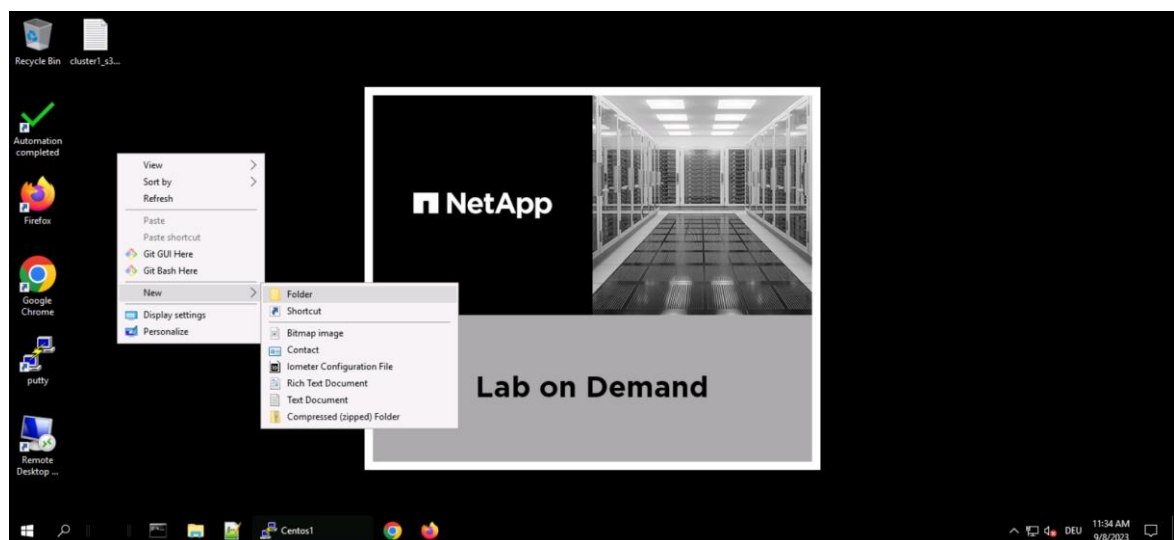 Recycle Bin
cluster1_s3...
Automation
completed
Firefox
Google
Chrome
putty
Remote
Desktop ...
View
Sort by
Refresh
Paste
Paste shortcut
Git GUI Here
Git Bash Here
New
Display settings
Personalize
Folder
Shortcut
Bitmap image
Contact
Iometer Configuration File
Rich Text Document
Text Document
Compressed (zipped) Folder
NetApp
Lab on Demand
Centos1
DEU
11:34 AM
9/8/2023